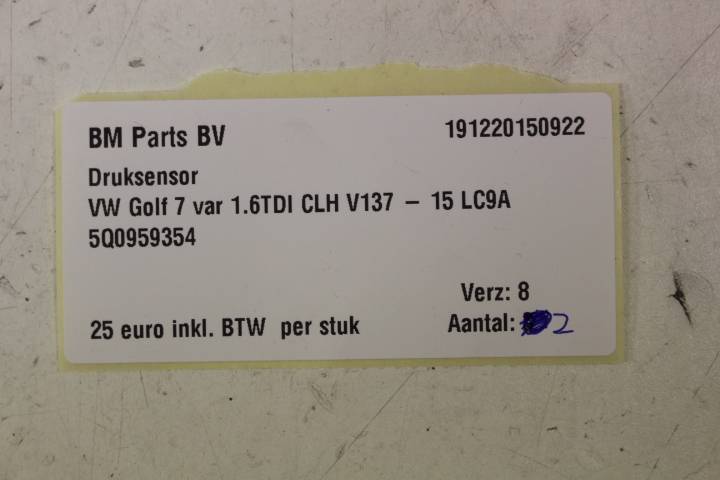 BM Parts BV 191220150922
Druksensor
VW Golf 7 var 1.6TDI CLH V137 – 15 LC9A
5Q0959354
Verz: 8
25 euro inkl. BTW per stuk Aantal: 2